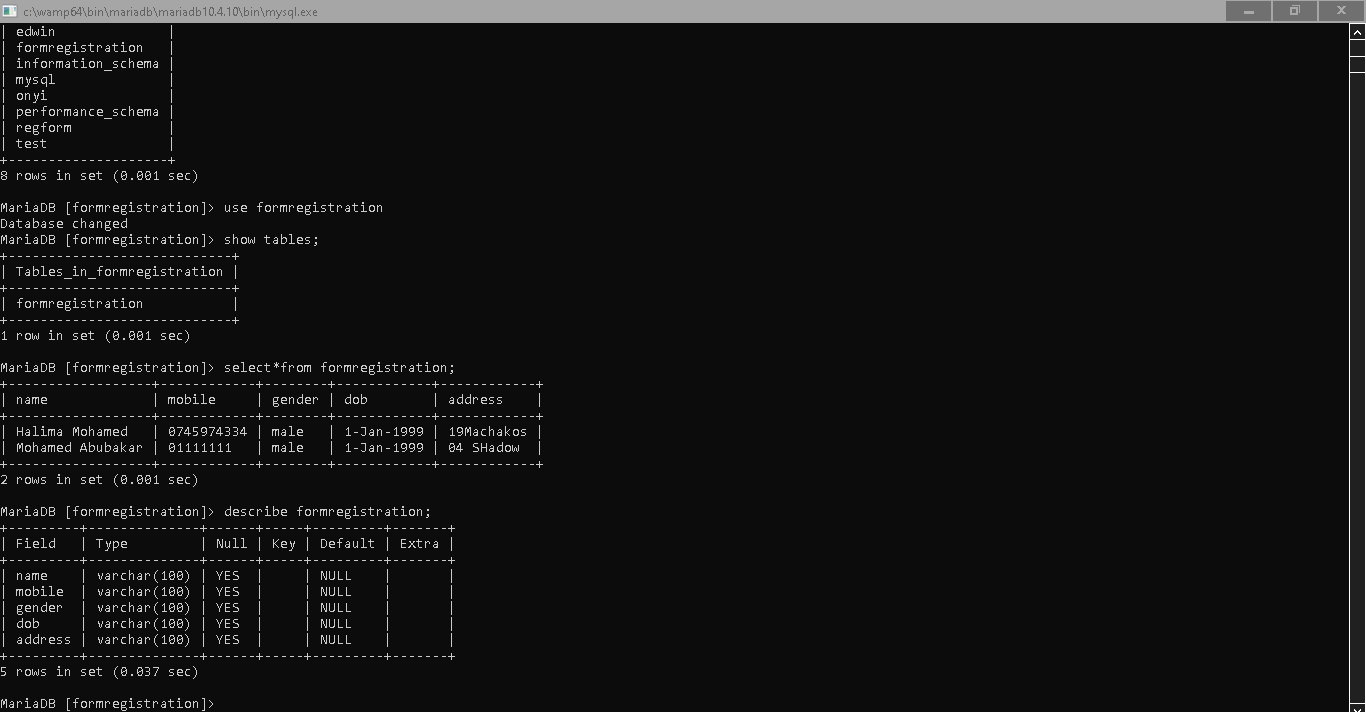 c:\wamp64\bin\mariadb\mariadb10.4.10\bin\mysql.exe
| edwin              |
| formregistration   |
| information_schema |
| mysql              |
| onyi               |
| performance_schema |
| regform            |
| test               |
+--------------------+
8 rows in set (0.001 sec)

MariaDB [formregistration]> use formregistration
Database changed
MariaDB [formregistration]> show tables;
+----------------------------+
| Tables_in_formregistration |
+----------------------------+
| formregistration           |
+----------------------------+
1 row in set (0.001 sec)

MariaDB [formregistration]> select*from formregistration;
+------------------+------------+--------+------------+------------+
| name             | mobile     | gender | dob        | address    |
+------------------+------------+--------+------------+------------+
| Halima Mohamed   | 0745974334 | male   | 1-Jan-1999 | 19Machakos |
| Mohamed Abubakar | 01111111   | male   | 1-Jan-1999 | 04 SHadow  |
+------------------+------------+--------+------------+------------+
2 rows in set (0.001 sec)

MariaDB [formregistration]> describe formregistration;
+---------+--------------+------+-----+---------+-------+
| Field   | Type         | Null | Key | Default | Extra |
+---------+--------------+------+-----+---------+-------+
| name    | varchar(100) | YES  |     | NULL    |       |
| mobile  | varchar(100) | YES  |     | NULL    |       |
| gender  | varchar(100) | YES  |     | NULL    |       |
| dob     | varchar(100) | YES  |     | NULL    |       |
| address | varchar(100) | YES  |     | NULL    |       |
+---------+--------------+------+-----+---------+-------+
5 rows in set (0.037 sec)

MariaDB [formregistration]>